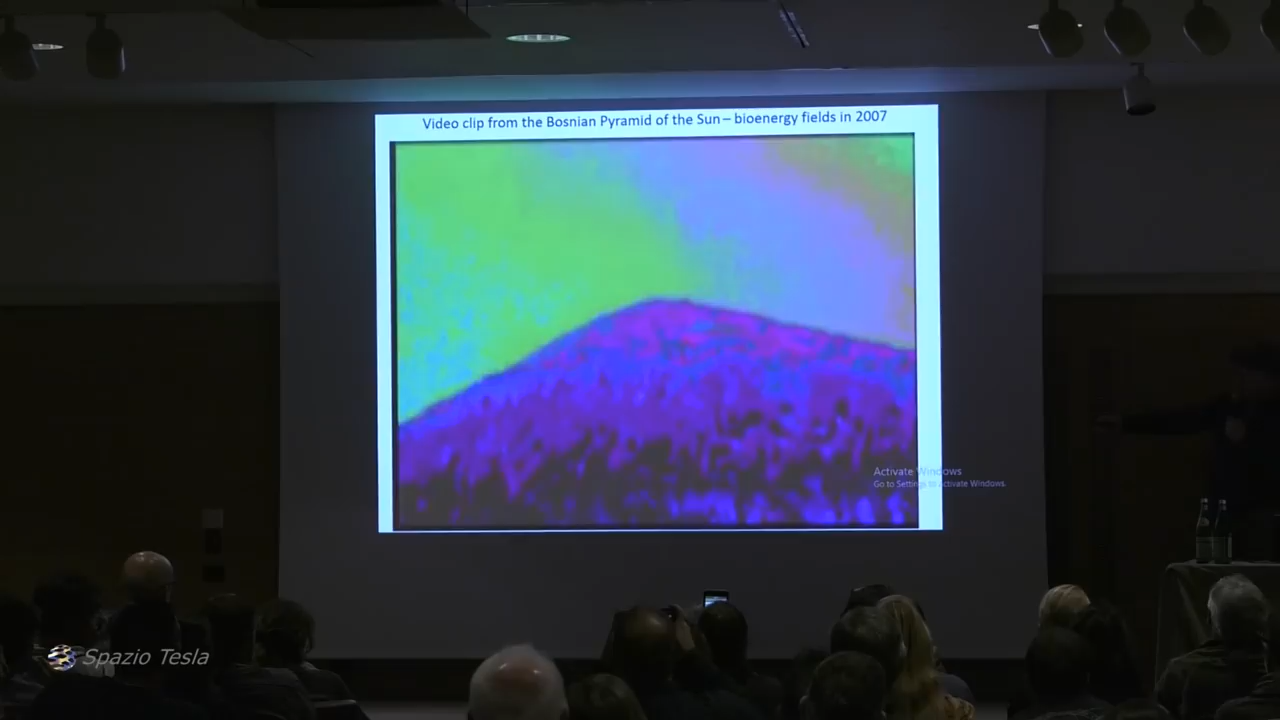 Video clip from the Bosnian Pyramid of the Sun – bioenergy fields in 2007
Activate Windows
Go to Settings to Activate Windows.
Spazio Tesla